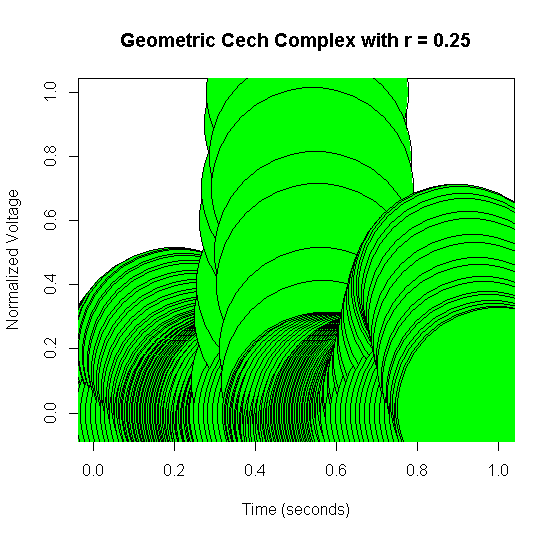 Geometric Cech Complex with r = 0.25
Normalized Voltage
1.0
0.8
0.6
0.4
0.2
0.0
0.0 0.2 0.4 0.6 0.8 1.0
Time (seconds)